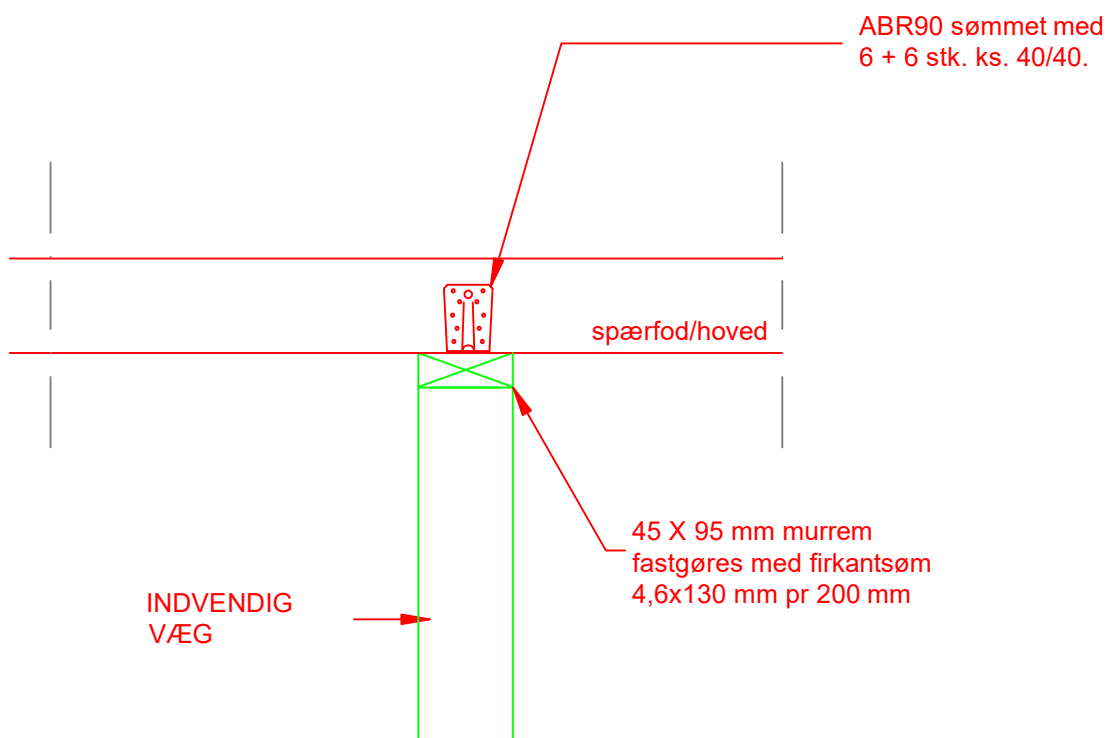 ABR90 sømmet med
6 + 6 stk. ks. 40/40.
spærfod/hoved
45 X 95 mm murrem
fastgøres med firkantsøm
4,6x130 mm pr 200 mm
INDVENDIG
VÆG